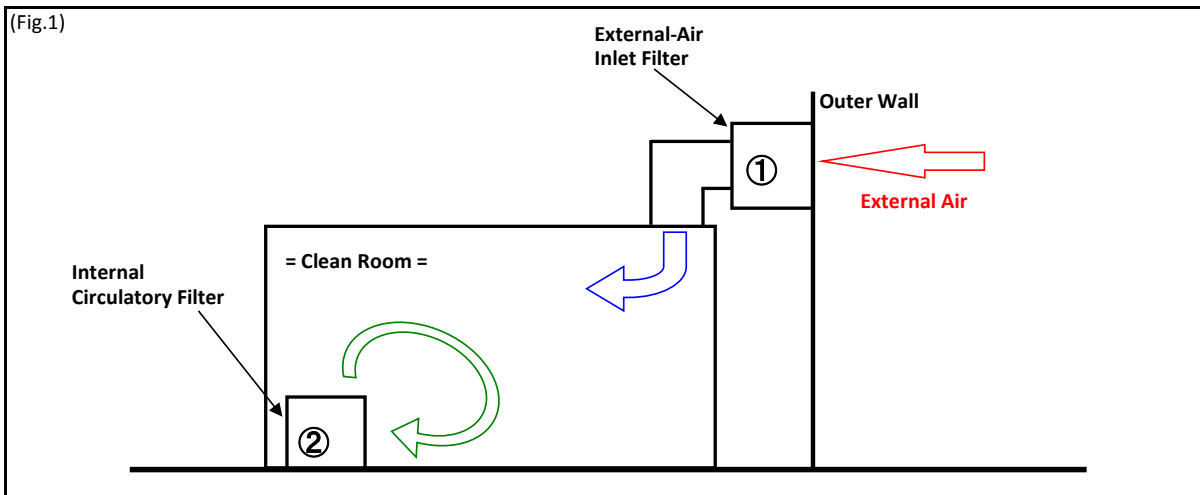 (Fig.1)
External-Air
Inlet Filter
Outer Wall
①
External Air
= Clean Room =
Internal
Circulatory Filter
②